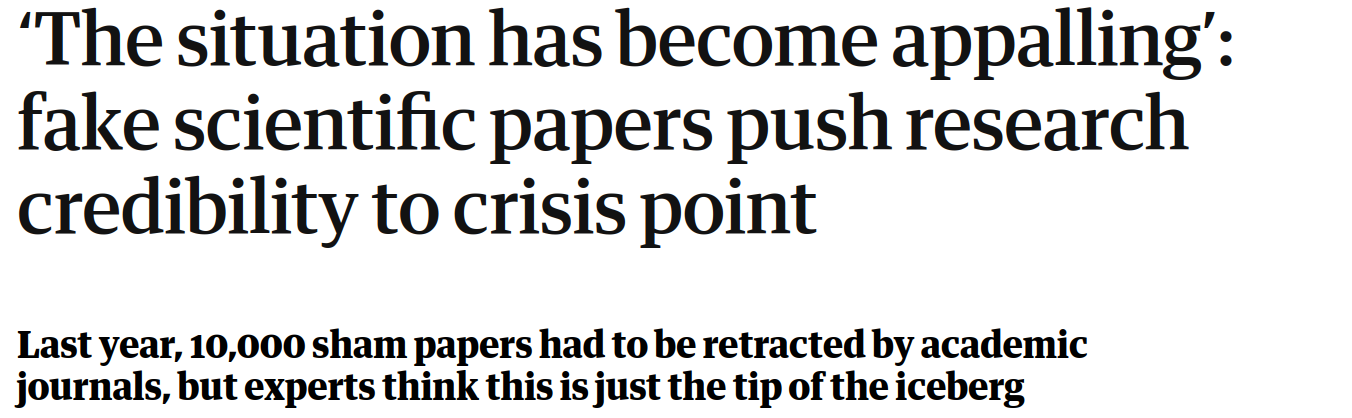 ‘The situation has become appalling’:
fake scientific papers push research
credibility to crisis point
Last year, 10,000 sham papers had to be retracted by academic
journals, but experts think this is just the tip of the iceberg